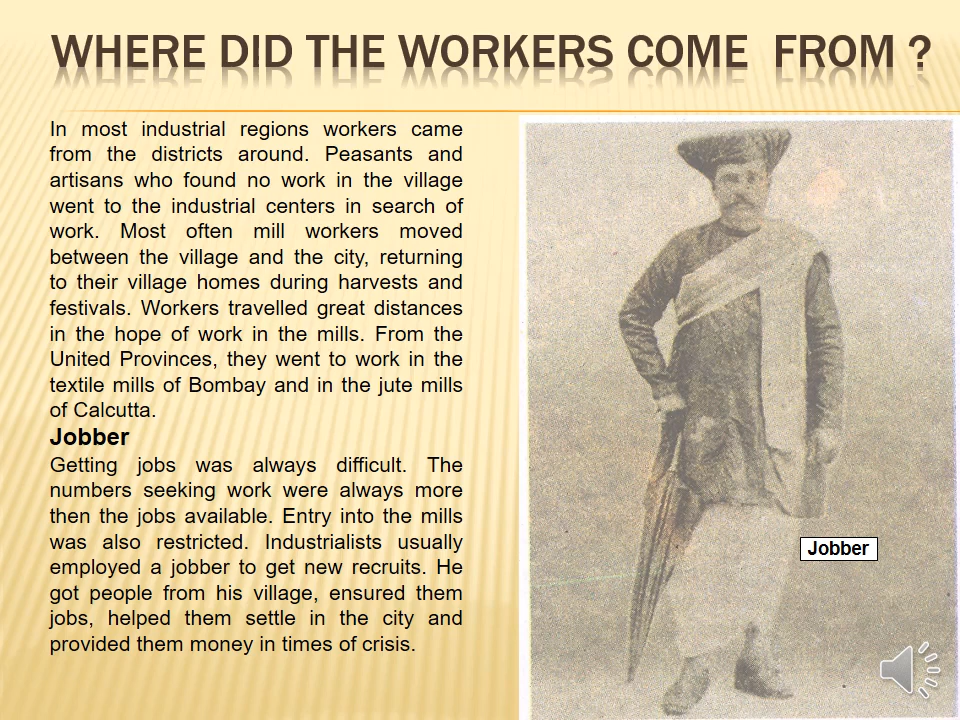 WHERE DID THE WORKERS COME FROM ?
In most industrial regions workers came
from the districts around. Peasants and
artisans who found no work in the village
went to the industrial centers in search of
work. Most often mill workers moved
between the village and the city, returning
to their village homes during harvests and
festivals. Workers travelled great distances
in the hope of work in the mills. From the
United Provinces, they went to work in the
textile mills of Bombay and in the jute mills
of Calcutta.
Jobber
Getting jobs was always difficult. The
numbers seeking work were always more
then the jobs available. Entry into the mills
was also restricted. Industrialists usually
employed a jobber to get new recruits. He
got people from his village, ensured them
jobs, helped them settle in the city and
provided them money in times of crisis.
Jobber